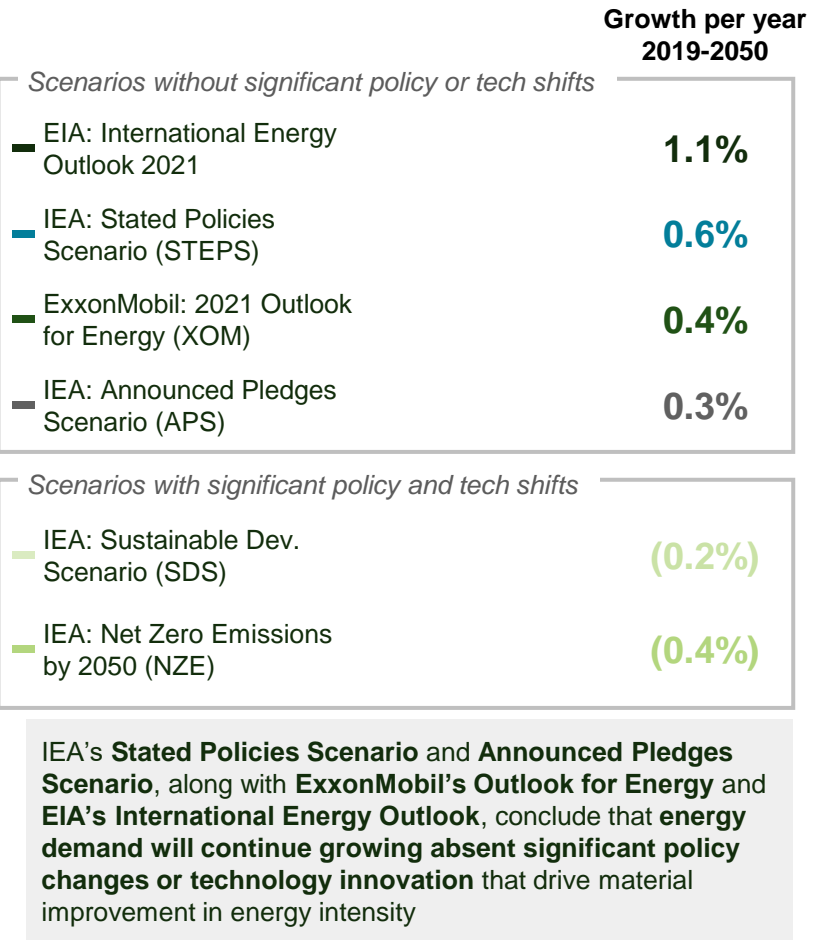 Growth per year
2019-2050
Scenarios without significant policy or tech shifts
EIA: International Energy
Outlook 2021
1.1%
IEA: Stated Policies
Scenario (STEPS)
0.6%
ExxonMobil: 2021 Outlook
for Energy (XOM)
0.4%
IEA: Announced Pledges
Scenario (APS)
0.3%
Scenarios with significant policy and tech shifts
IEA: Sustainable Dev.
Scenario (SDS)
(0.2%)
IEA: Net Zero Emissions
by 2050 (NZE)
(0.4%)
IEA’s Stated Policies Scenario and Announced Pledges
Scenario, along with ExxonMobil’s Outlook for Energy and
EIA’s International Energy Outlook, conclude that energy
demand will continue growing absent significant policy
changes or technology innovation that drive material
improvement in energy intensity